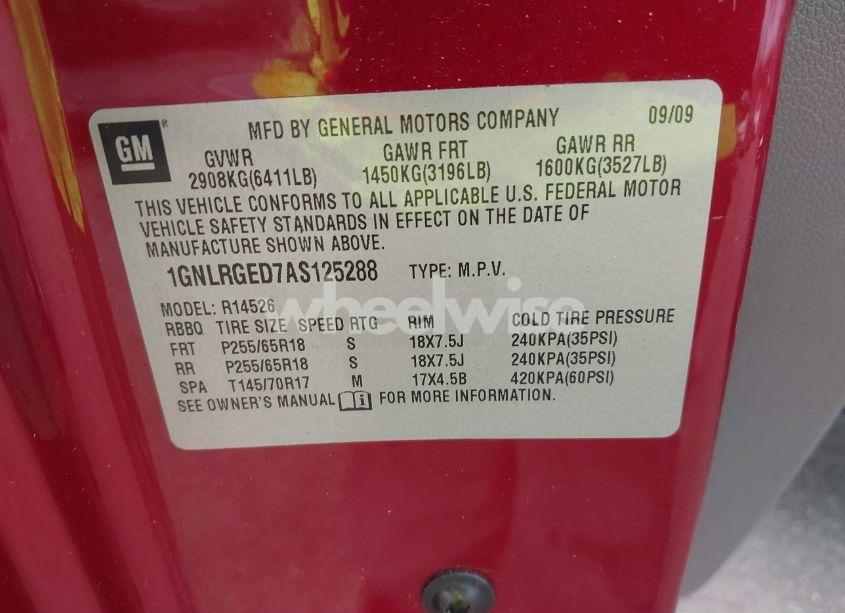 GM
MFD BY GENERAL MOTORS COMPANY 09/09
GVWR GAWR FRT GAWR RR
2908KG(6411LB) 1450KG(3196LB) 1600KG(3527LB)
THIS VEHICLE CONFORMS TO ALL APPLICABLE U.S. FEDERAL MOTOR
VEHICLE SAFETY STANDARDS IN EFFECT ON THE DATE OF
MANUFACTURE SHOWN ABOVE.
1GNLRGED7AS125288 TYPE: M.P.V.
wheelwise
MODEL: R14526
RBBQ TIRE SIZE SPEED RTG RIM COLD TIRE PRESSURE
FRT P255/65R18 S 18X7.5J 240KPA(35PSI)
RR P255/65R18 S 18X7.5J 240KPA(35PSI)
SPA T145/70R17 M 17X4.5B 420KPA(60PSI)
SEE OWNER'S MANUAL FOR MORE INFORMATION.